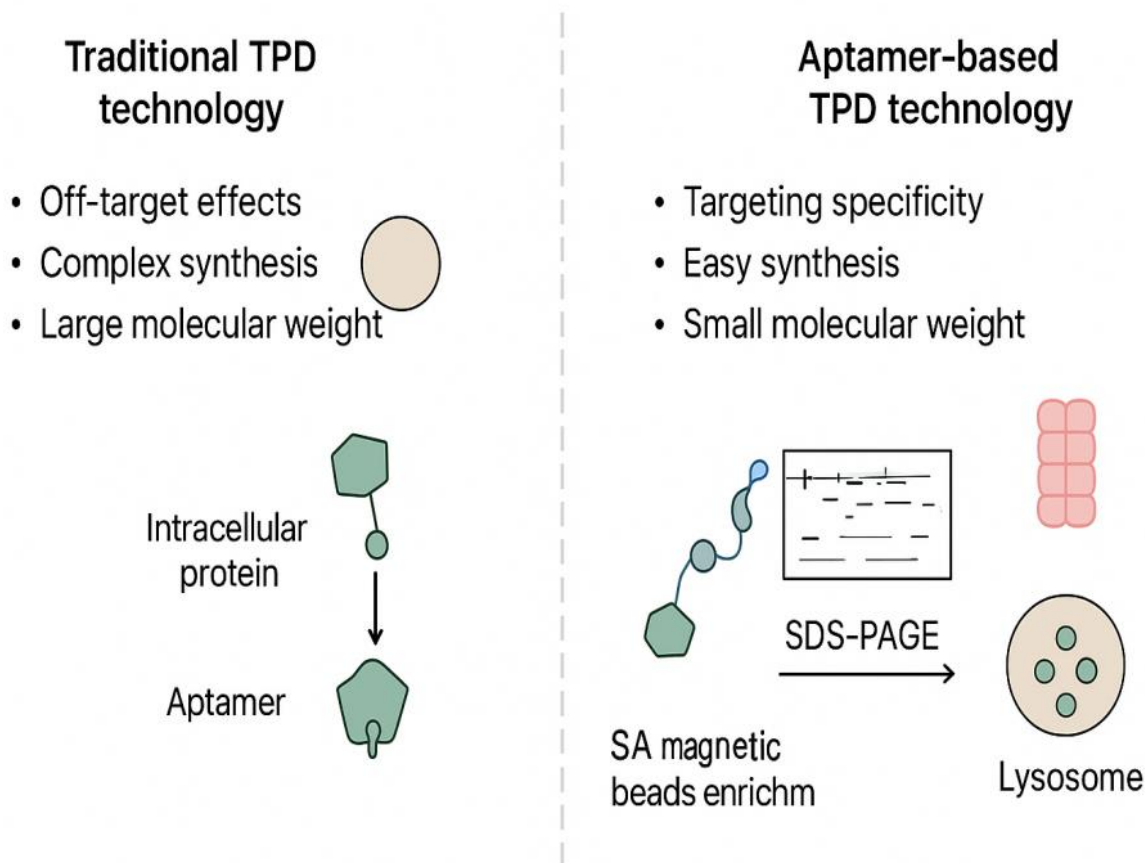 Traditional TPD
technology
• Off-target effects
• Complex synthesis
• Large molecular weight
Intracellular
protein
Aptamer
Aptamer-based
TPD technology
• Targeting specificity
• Easy synthesis
• Small molecular weight
SDS-PAGE
SA magnetic
beads enrichm
Lysosome